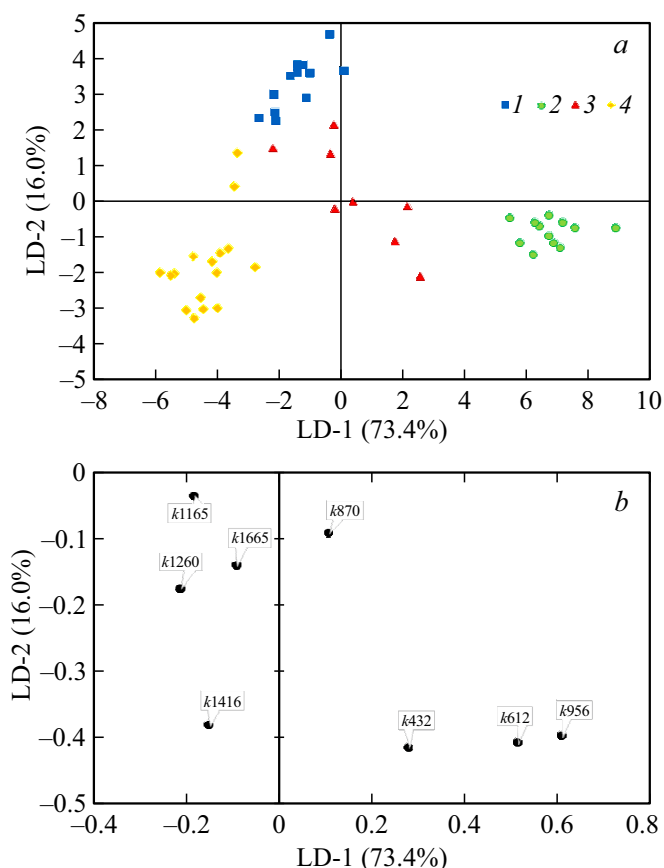 5
4
3
2
1
0
–1
–2
–3
–4
–5
LD-2 (16.0%)
a
1 2 3 4
–8 –6 –4 –2 0 2 4 6 8 10
LD-1 (73.4%)
0
–0.1
–0.2
–0.3
–0.4
–0.5
LD-2 (16.0%)
b
k1165
k870
k1665
k1260
k1416
k432
k612
k956
–0.4 –0.2 0 0.2 0.4 0.6 0.8
LD-1 (73.4%)